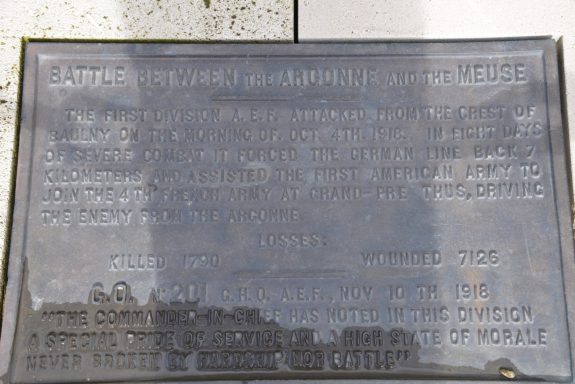 BATTLE BETWEEN THE ARGONNE AND THE MEUSE
THE FIRST DIVISION A.E.F. ATTACKED FROM THE CREST OF
BAULNY ON THE MORNING OF OCT. 4TH. 1918. IN EIGHT DAYS
OF SEVERE COMBAT IT FORCED THE GERMAN LINE BACK 7
KILOMETERS AND ASSISTED THE FIRST AMERICAN ARMY TO
JOIN THE 4TH FRENCH ARMY AT GRAND-PRE THUS, DRIVING
THE ENEMY FROM THE ARGONNE
LOSSES:
KILLED 1790 WOUNDED 7126
G.O. No 201 G.H.Q. A.E.F., NOV 10 TH 1918
"THE COMMANDER-IN-CHIEF HAS NOTED IN THIS DIVISION
A SPECIAL PRIDE OF SERVICE AND A HIGH STATE OF MORALE
NEVER BROKEN BY HARDSHIP NOR BATTLE"